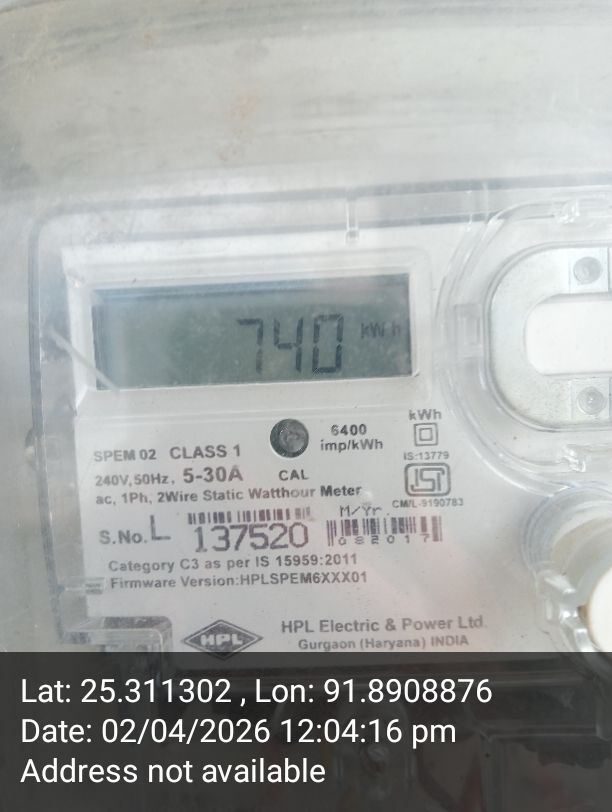 740 kWh
kWh
6400
imp/kWh
IS:13779
SPEM 02 CLASS 1
240V,50Hz, 5-30A CAL
ac, 1Ph, 2Wire Static Watthour Meter
ISI
CM/L-9190783
M/Yr.
S.No. L 137520 082017
Category C3 as per IS 15959:2011
Firmware Version:HPLSPEM6XXX01
HPL
HPL Electric & Power Ltd.
Gurgaon (Haryana) INDIA
Lat: 25.311302 , Lon: 91.8908876
Date: 02/04/2026 12:04:16 pm
Address not available